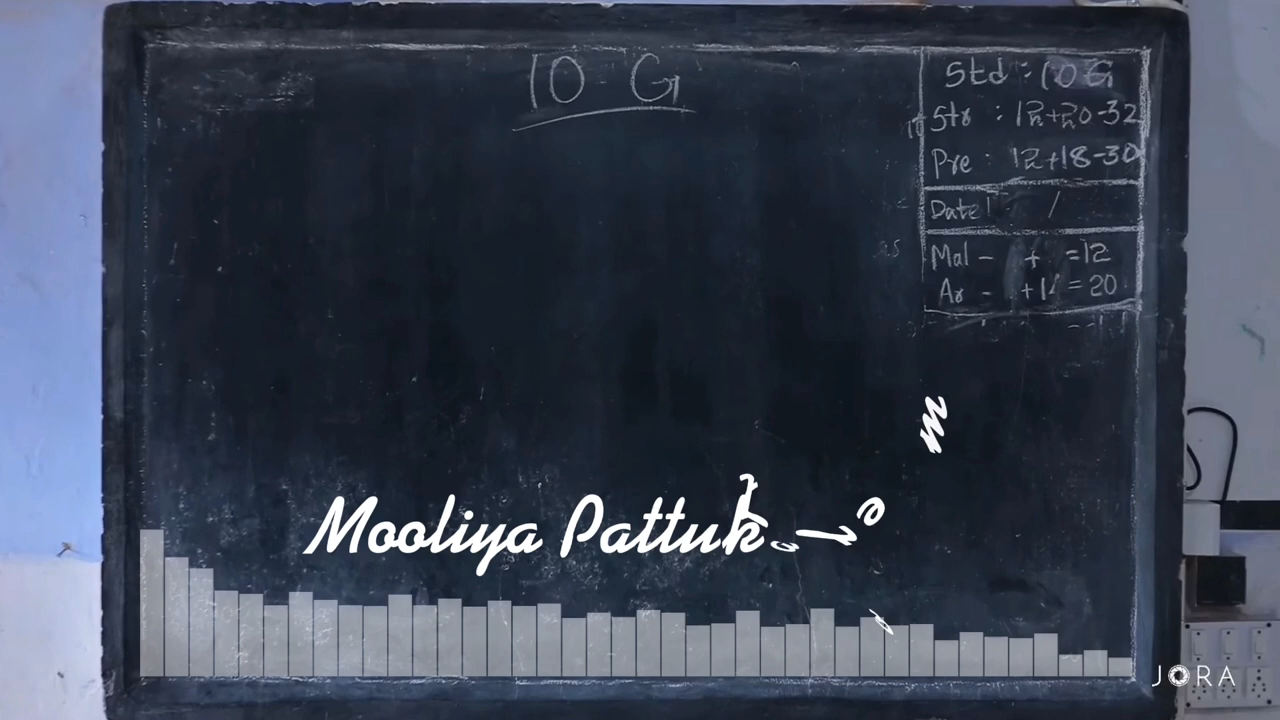 10 G
Std : 10 G
Str : 12+20-32
Pre : 12+18-30
Date /
Mal - + =12
Ar - +1 = 20
Mooliya Pattuk
JORA